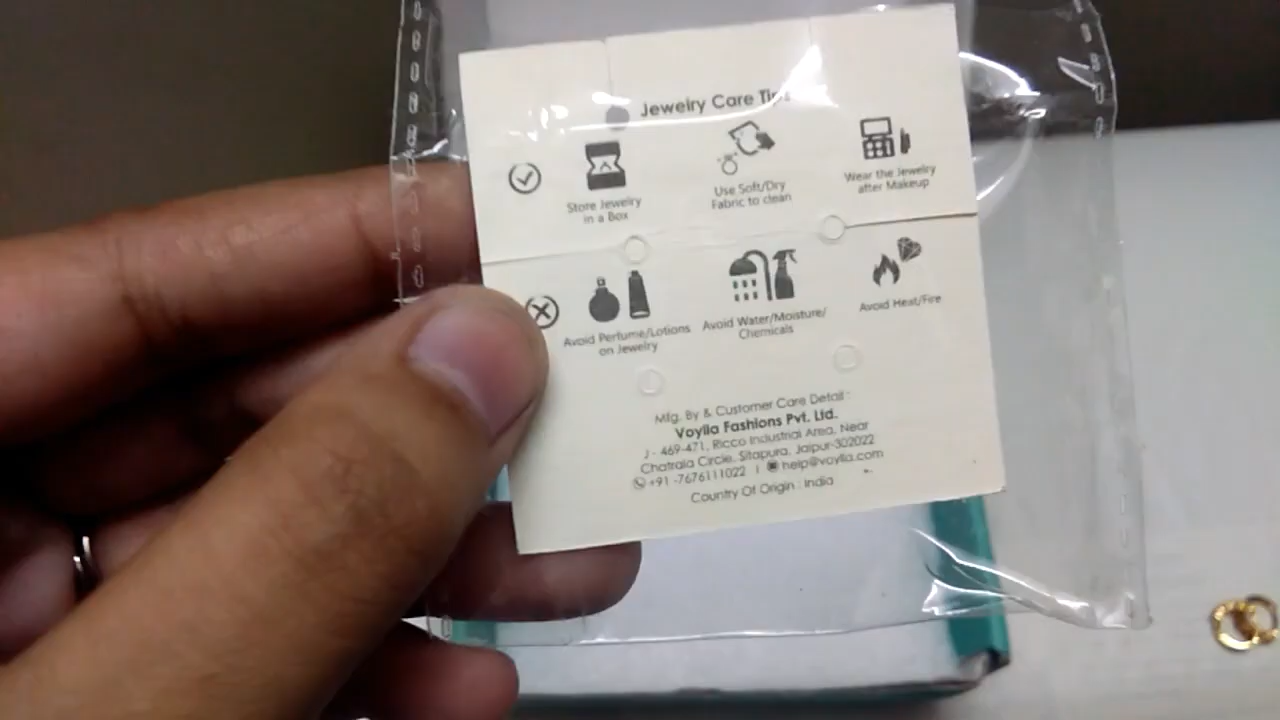 Jewelry Care Tips
Store Jewelry
in a Box
Use Soft/Dry
Fabric to clean
Wear the Jewelry
after Makeup
Avoid Perfume/Lotions
on Jewelry
Avoid Water/Moisture/
Chemicals
Avoid Heat/Fire
Mfg. By & Customer Care Detail :
Voylla Fashions Pvt. Ltd.
J - 469-471, Ricco Industrial Area, Near
Chatrala Circle, Sitapura, Jaipur-302022
+91 -7676111022 | help@voylla.com
Country Of Origin : India